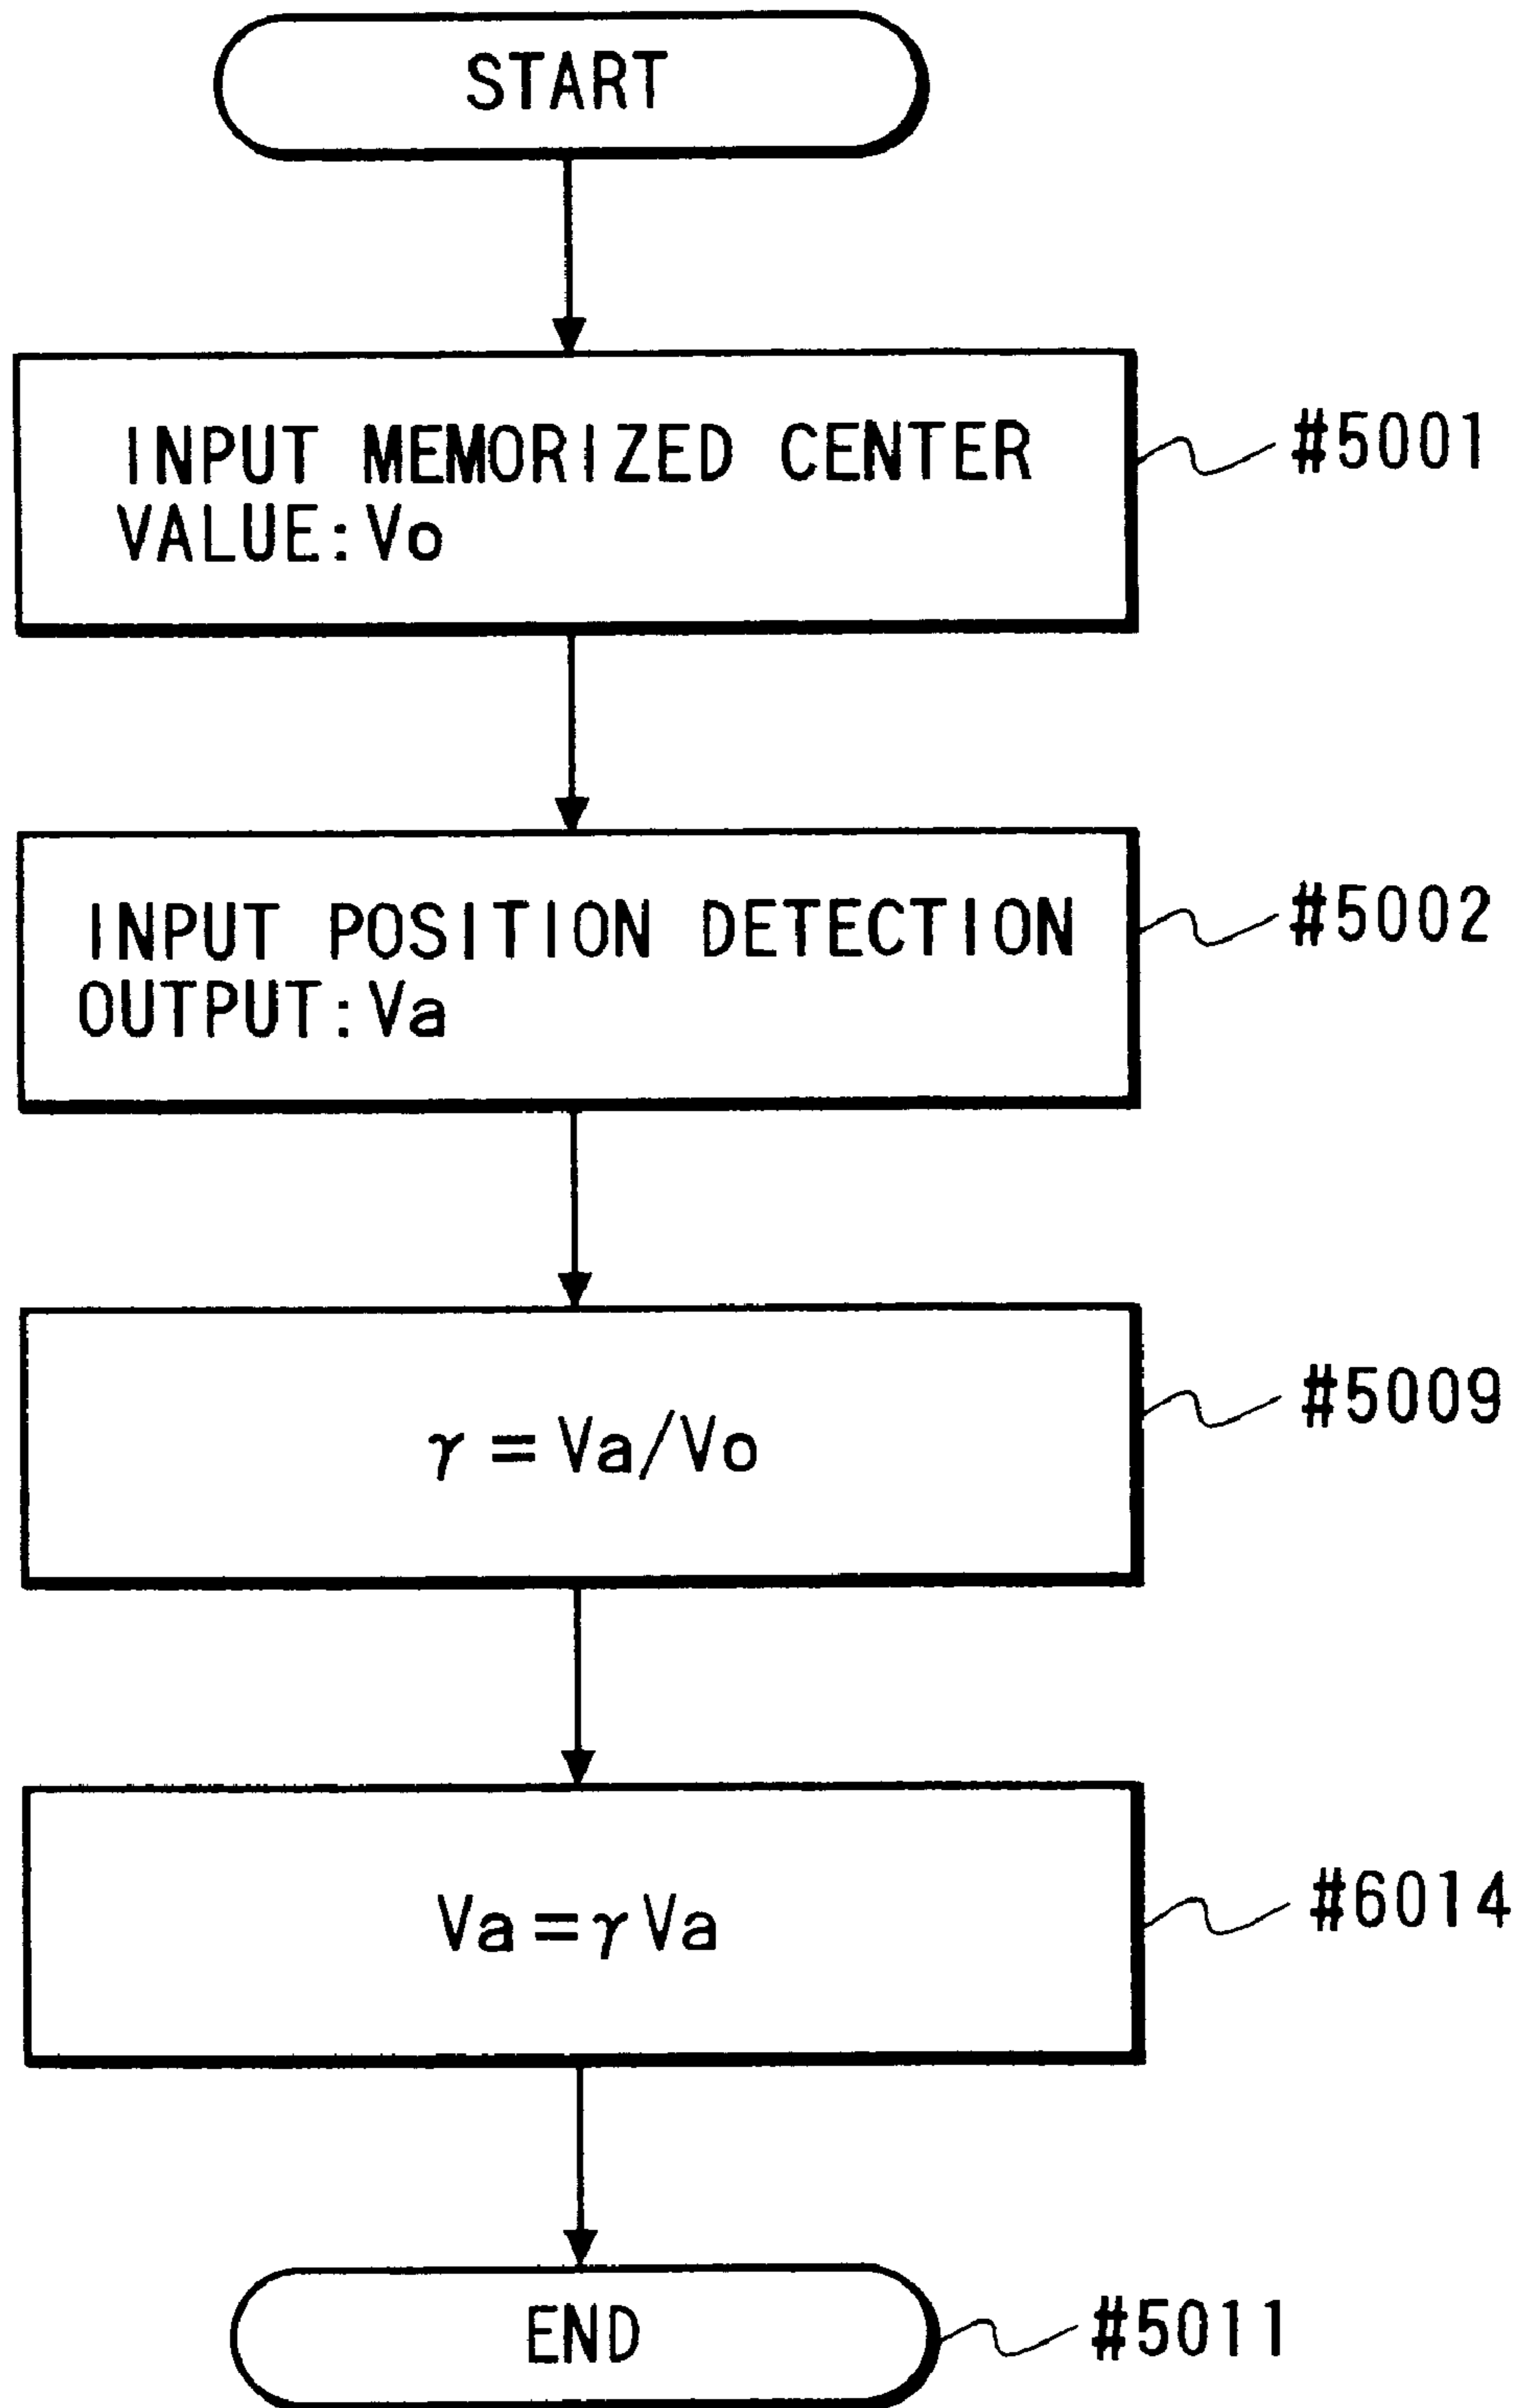 START
INPUT MEMORIZED CENTER
#5001
VALUE:Vo
INPUT POSITION DETECTION
#5002
OUTPUT:Va
γ=Va/Vo
#5009
Va=γVa
#6014
END
#5011